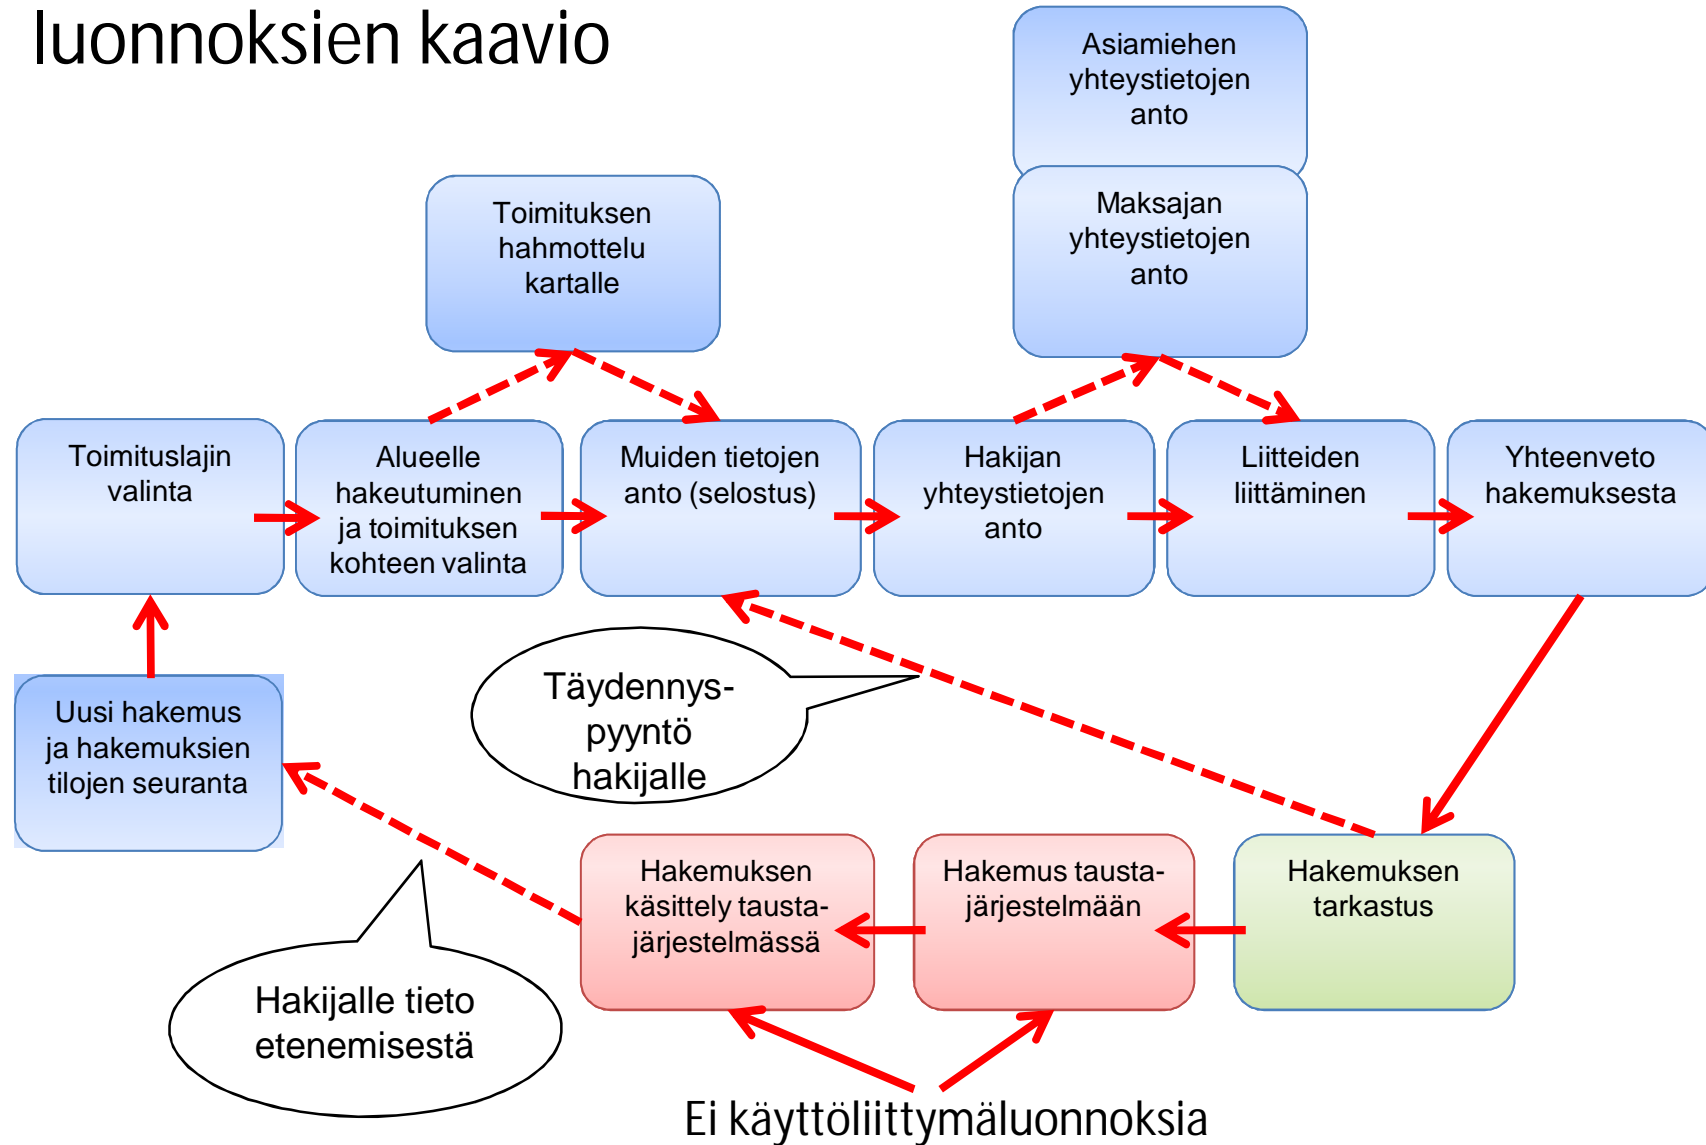 luonnoksien kaavio
Asiamiehen
yhteystietojen
anto
Maksajan
yhteystietojen
anto
Toimituksen
hahmottelu
kartalle
Toimituslajin
valinta
Alueelle
hakeutuminen
ja toimituksen
kohteen valinta
Muiden tietojen
anto (selostus)
Hakijan
yhteystietojen
anto
Liitteiden
liittäminen
Yhteenveto
hakemuksesta
Uusi hakemus
ja hakemuksien
tilojen seuranta
Täydennys-
pyyntö
hakijalle
Hakemuksen
käsittely tausta-
järjestelmässä
Hakemus tausta-
järjestelmään
Hakemuksen
tarkastus
Hakijalle tieto
etenemisestä
Ei käyttöliittymäluonnoksia